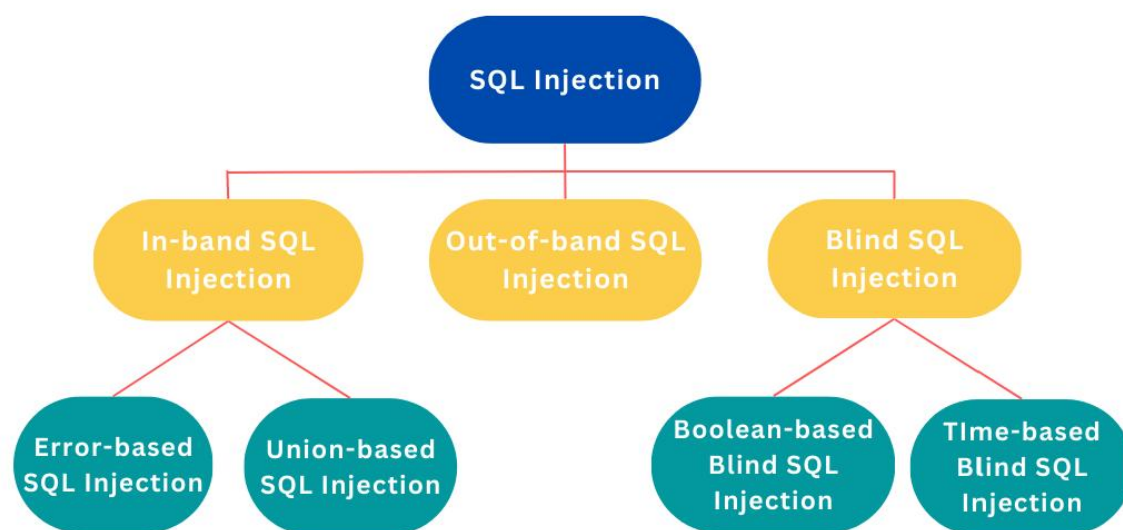 SQL Injection
In-band SQL
Injection
Out-of-band SQL
Injection
Blind SQL
Injection
Error-based
SQL Injection
Union-based
SQL Injection
Boolean-based
Blind SQL
Injection
TIme-based
Blind SQL
Injection